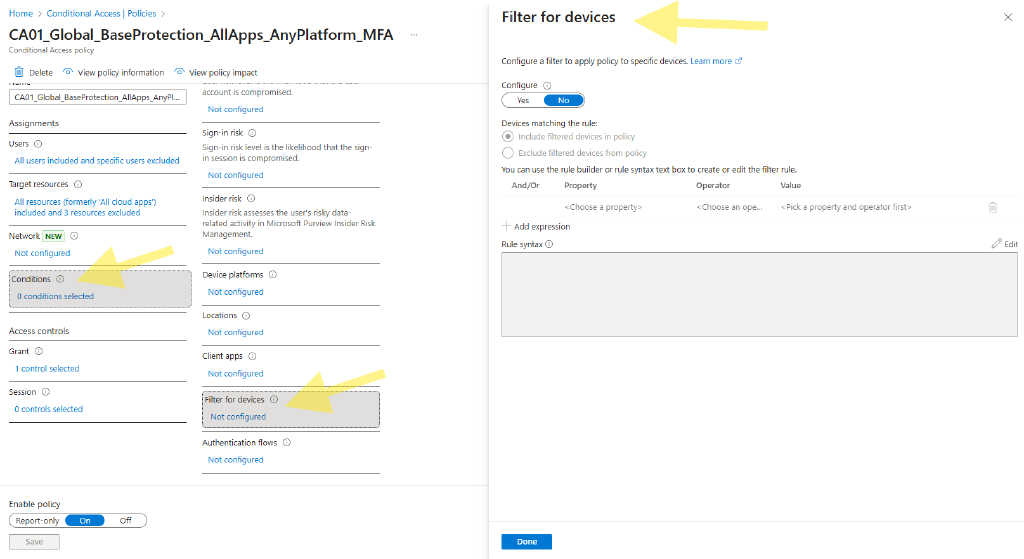 Home > Conditional Access | Policies >
CA01_Global_BaseProtection_AllApps_AnyPlatform_MFA ...
Conditional Access policy
Delete View policy information View policy impact
CA01_Global_BaseProtection_AllApps_AnyPl...
Assignments
Users
All users included and specific users excluded
Target resources
All resources (formerly 'All cloud apps')
included and 3 resources excluded
Network NEW
Not configured
Conditions
0 conditions selected
Access controls
Grant
1 control selected
Session
0 controls selected
account is compromised.
Not configured
Sign-in risk
Sign-in risk level is the likelihood that the sign-
in session is compromised.
Not configured
Insider risk
Insider risk assesses the user's risky data-
related activity in Microsoft Purview Insider Risk
Management.
Not configured
Device platforms
Not configured
Locations
Not configured
Client apps
Not configured
Filter for devices
Not configured
Authentication flows
Not configured
Enable policy
Report-only On Off
Save
Filter for devices
Configure a filter to apply policy to specific devices. Learn more
Configure
Yes No
Devices matching the rule:
Include filtered devices in policy
Exclude filtered devices from policy
You can use the rule builder or rule syntax text box to create or edit the filter rule.
And/Or Property Operator Value
<Choose a property> <Choose an ope... <Pick a property and operator first>
+ Add expression
Rule syntax
Edit
Done